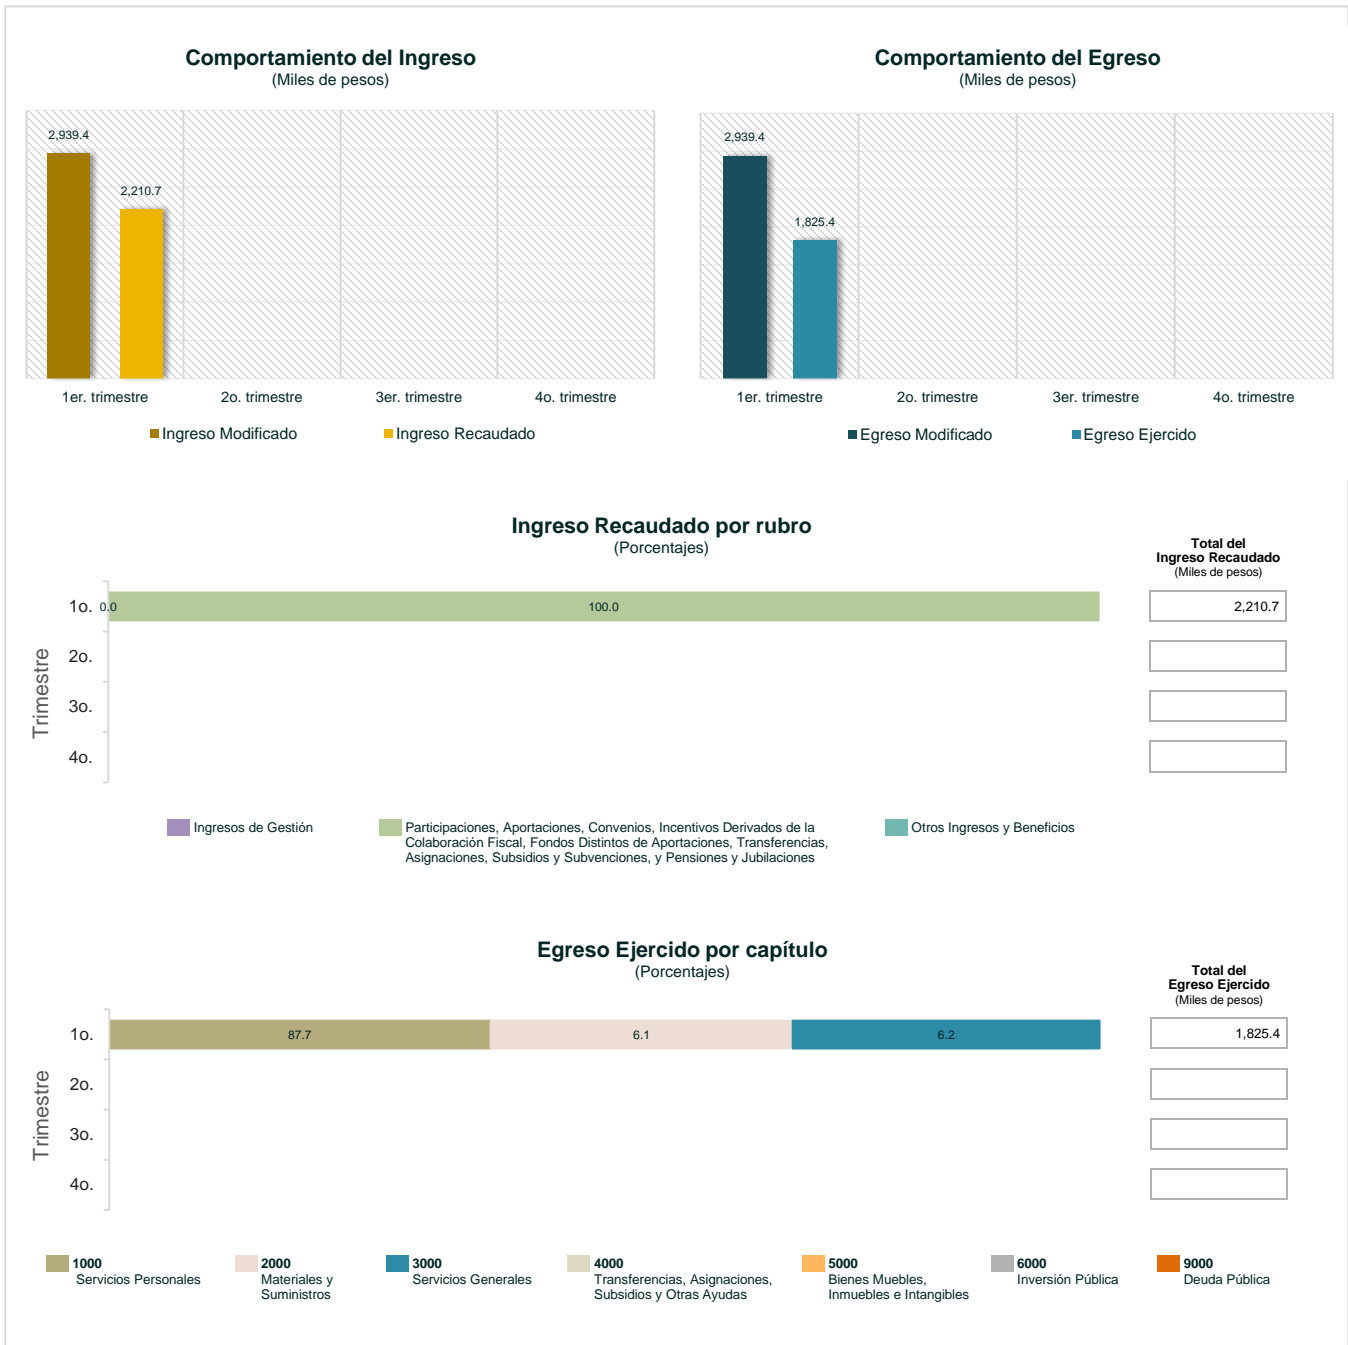 Comportamiento del Ingreso
(Miles de pesos)
2,939.4
2,210.7
1er. trimestre
2o. trimestre
3er. trimestre
4o. trimestre
Ingreso Modificado
Ingreso Recaudado
Comportamiento del Egreso
(Miles de pesos)
2,939.4
1,825.4
1er. trimestre
2o. trimestre
3er. trimestre
4o. trimestre
Egreso Modificado
Egreso Ejercido
Ingreso Recaudado por rubro
(Porcentajes)
Total del
Ingreso Recaudado
(Miles de pesos)
Trimestre
1o.
0.0
100.0
2,210.7
2o.
3o.
4o.
Ingresos de Gestión
Participaciones, Aportaciones, Convenios, Incentivos Derivados de la
Colaboración Fiscal, Fondos Distintos de Aportaciones, Transferencias,
Asignaciones, Subsidios y Subvenciones, y Pensiones y Jubilaciones
Otros Ingresos y Beneficios
Egreso Ejercido por capítulo
(Porcentajes)
Total del
Egreso Ejercido
(Miles de pesos)
Trimestre
1o.
87.7
6.1
6.2
1,825.4
2o.
3o.
4o.
1000
Servicios Personales
2000
Materiales y
Suministros
3000
Servicios Generales
4000
Transferencias, Asignaciones,
Subsidios y Otras Ayudas
5000
Bienes Muebles,
Inmuebles e Intangibles
6000
Inversión Pública
9000
Deuda Pública